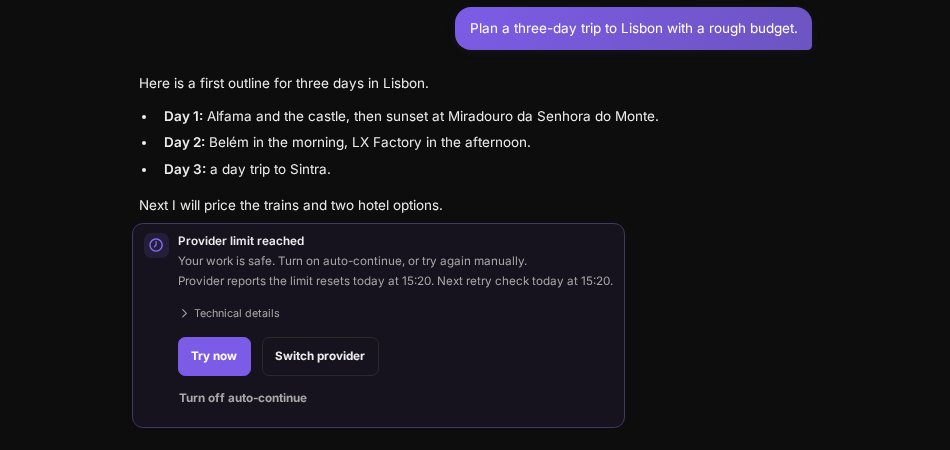 Plan a three-day trip to Lisbon with a rough budget.
Here is a first outline for three days in Lisbon.
• Day 1: Alfama and the castle, then sunset at Miradouro da Senhora do Monte.
• Day 2: Belém in the morning, LX Factory in the afternoon.
• Day 3: a day trip to Sintra.
Next I will price the trains and two hotel options.
Provider limit reached
Your work is safe. Turn on auto-continue, or try again manually.
Provider reports the limit resets today at 15:20. Next retry check today at 15:20.
Technical details
Try now
Switch provider
Turn off auto-continue